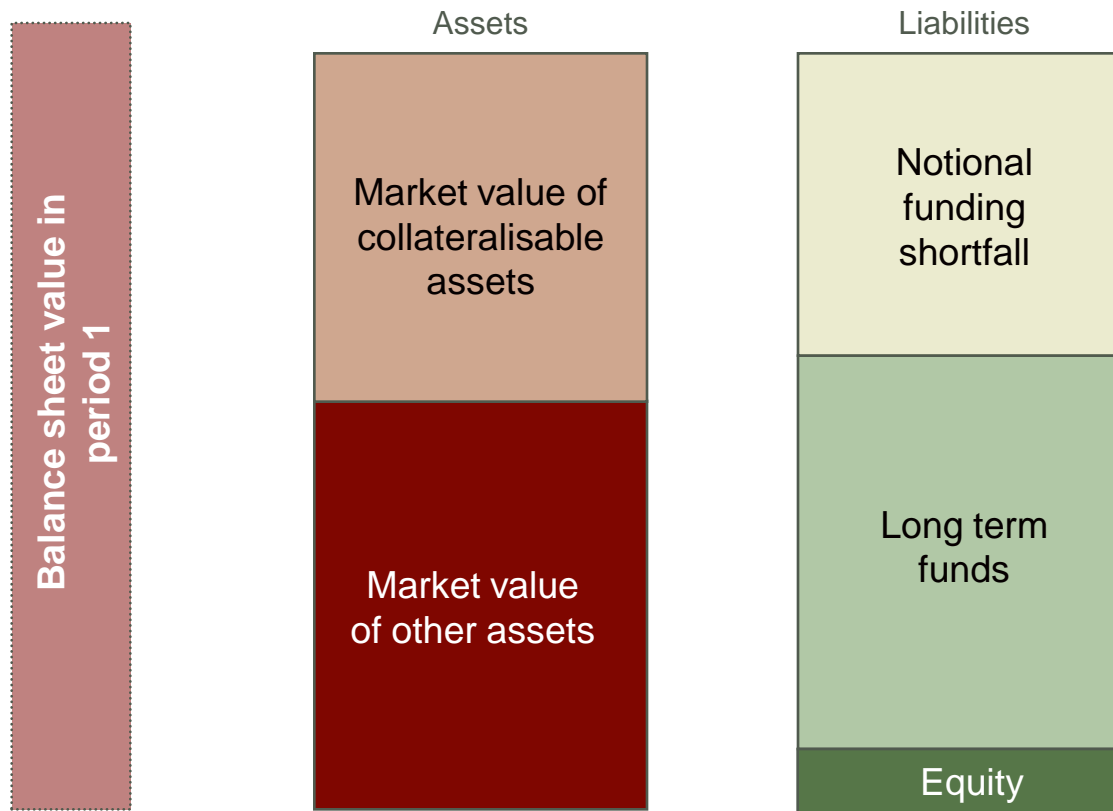 Assets
Liabilities
Balance sheet value in
period 1
Market value of
collateralisable
assets
Notional
funding
shortfall
Market value
of other assets
Long term
funds
Equity